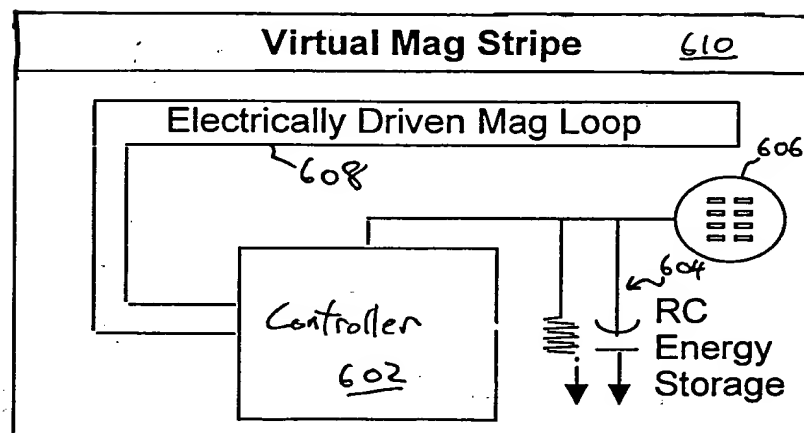 Virtual Mag Stripe 610
Electrically Driven Mag Loop
608
606
604
Controller
602
RC
Energy
Storage